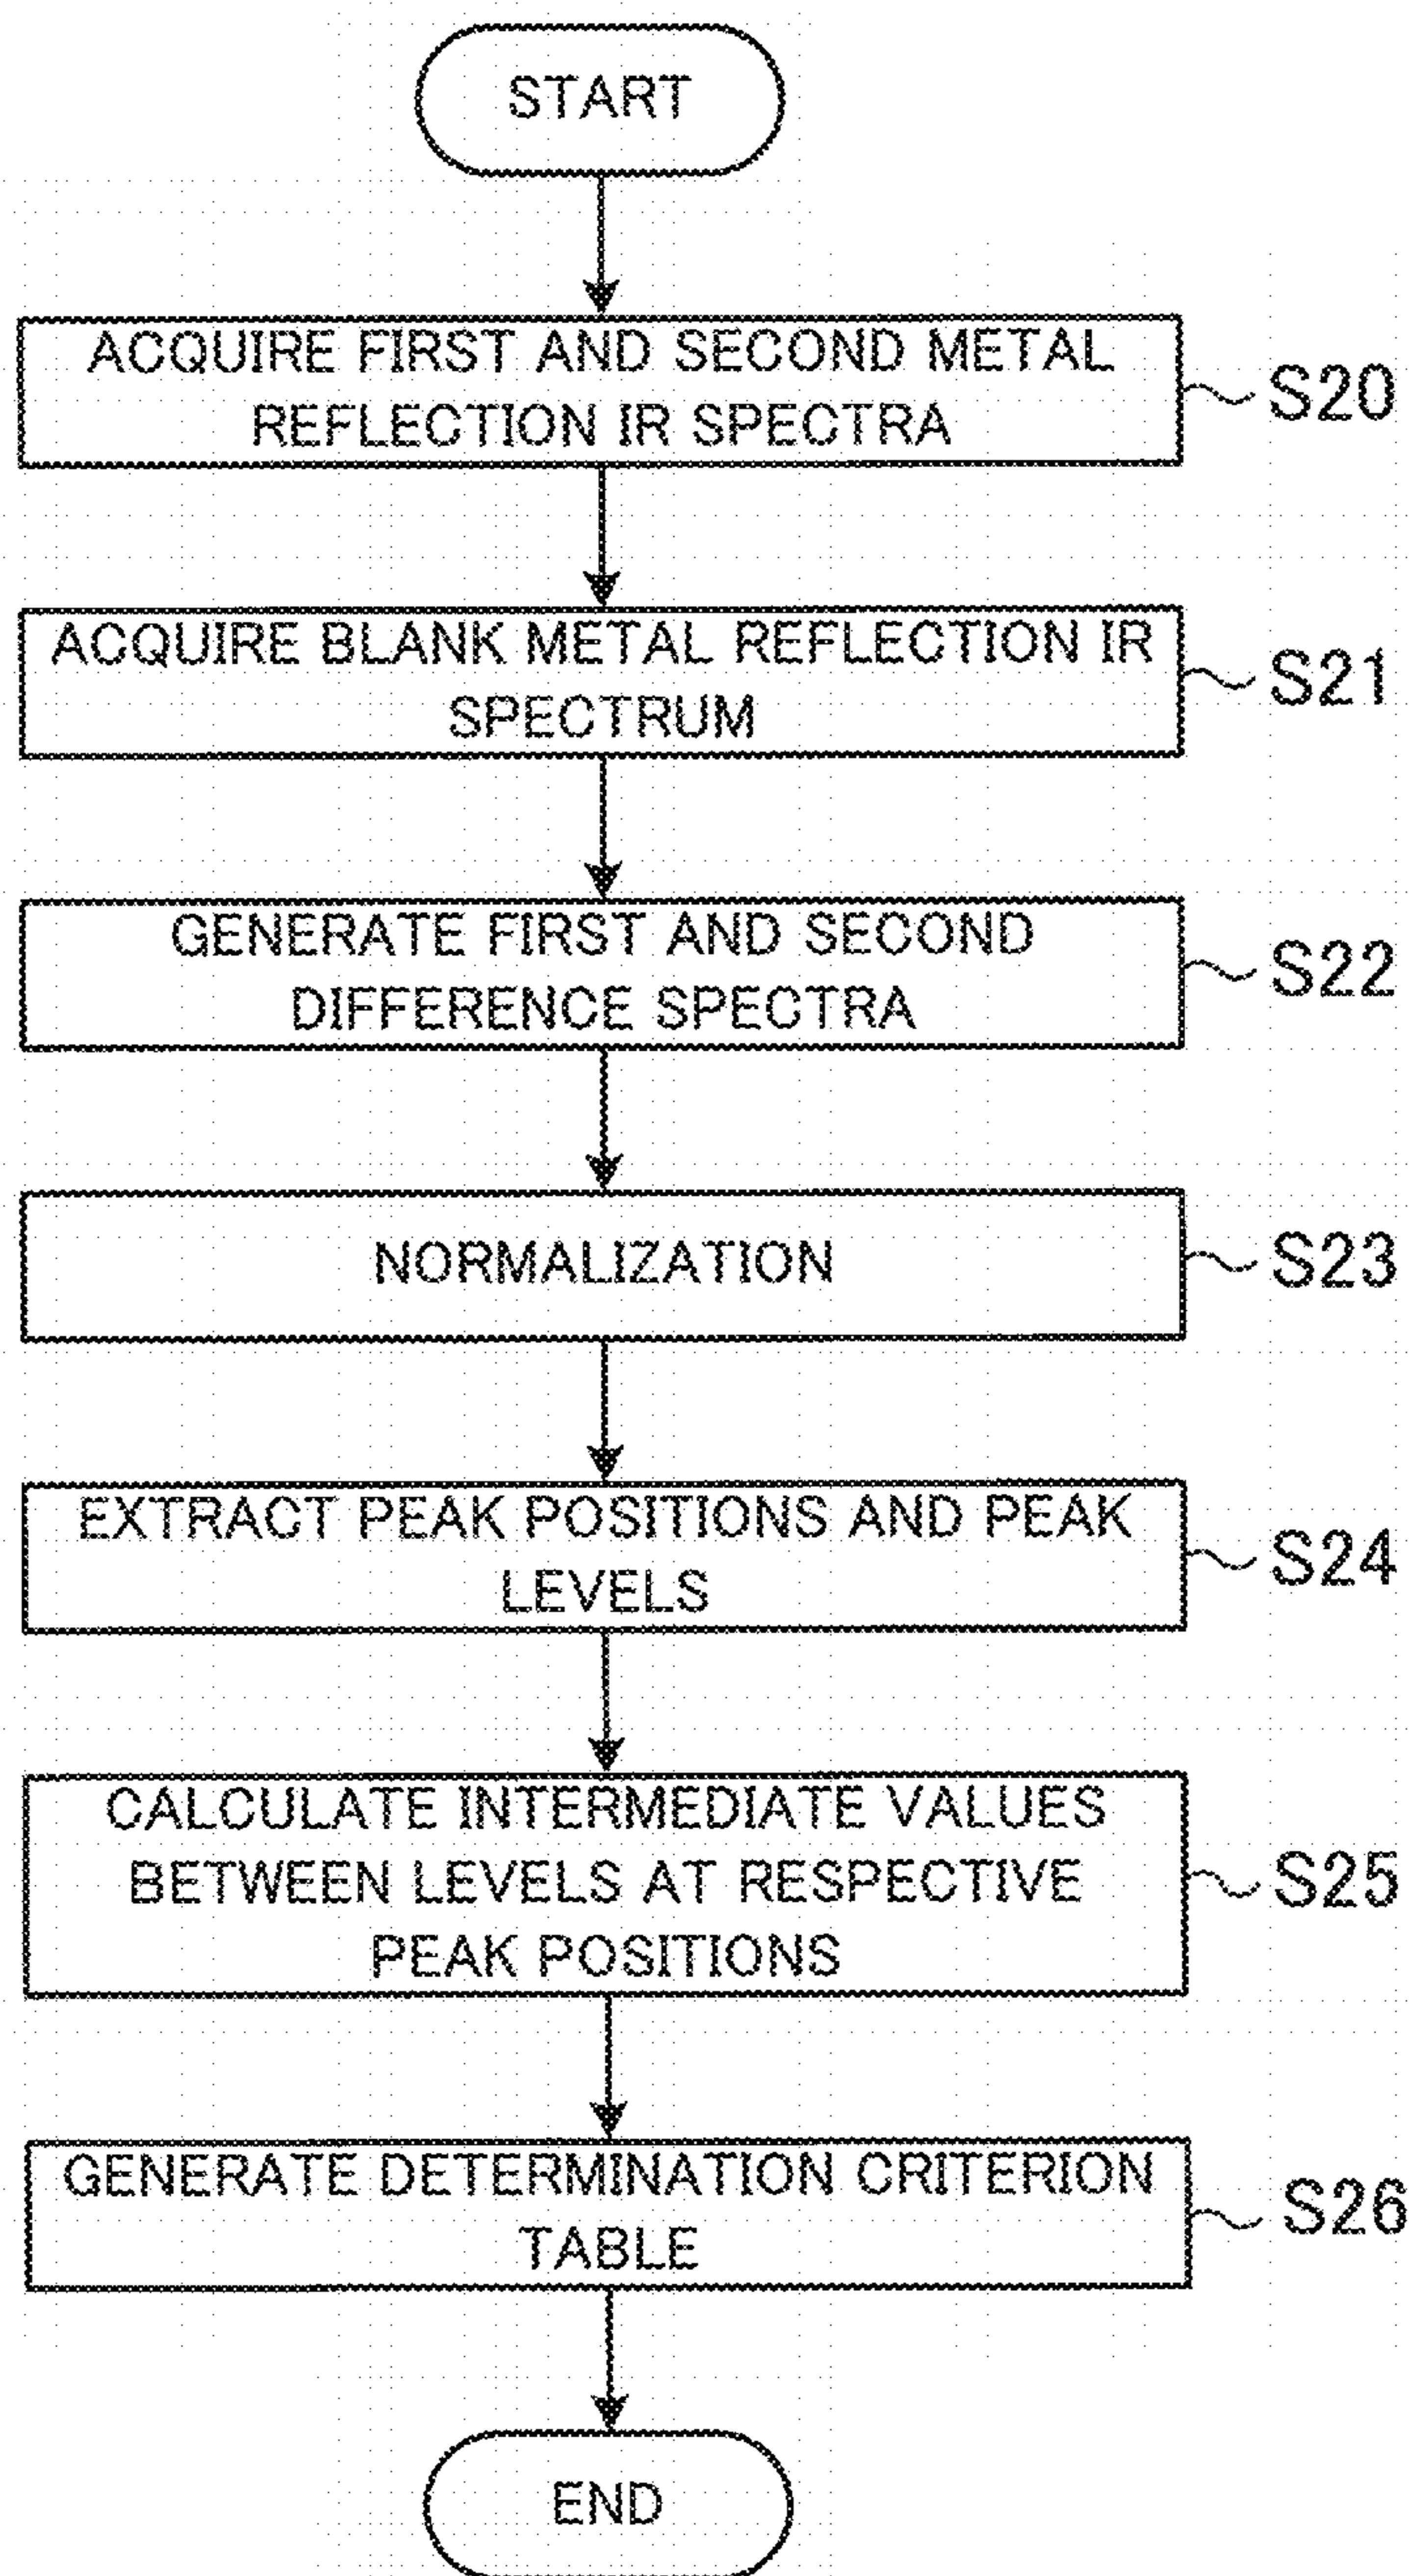 START
ACQUIRE FIRST AND SECOND METAL
REFLECTION IR SPECTRA
S20
ACQUIRE BLANK METAL REFLECTION IR
SPECTRUM
S21
GENERATE FIRST AND SECOND
DIFFERENCE SPECTRA
S22
NORMALIZATION
S23
EXTRACT PEAK POSITIONS AND PEAK
LEVELS
S24
CALCULATE INTERMEDIATE VALUES
BETWEEN LEVELS AT RESPECTIVE
PEAK POSITIONS
S25
GENERATE DETERMINATION CRITERION
TABLE
S26
END